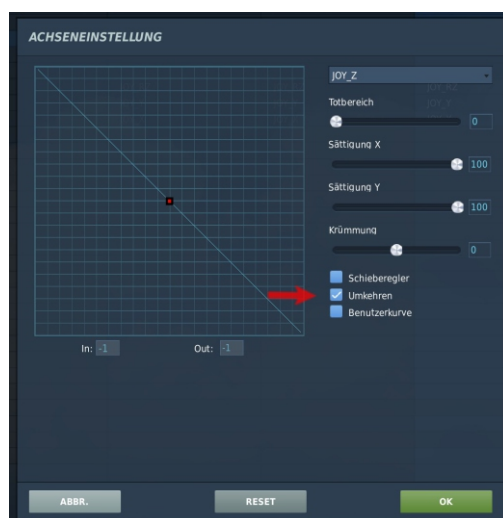 ACHSENEINSTELLUNG
JOY_Z
Totbereich
0
Sättigung X
100
Sättigung Y
100
Krümmung
0
Schieberegler
Umkehren
Benutzerkurve
In: -1 Out: -1
ABBR. RESET OK